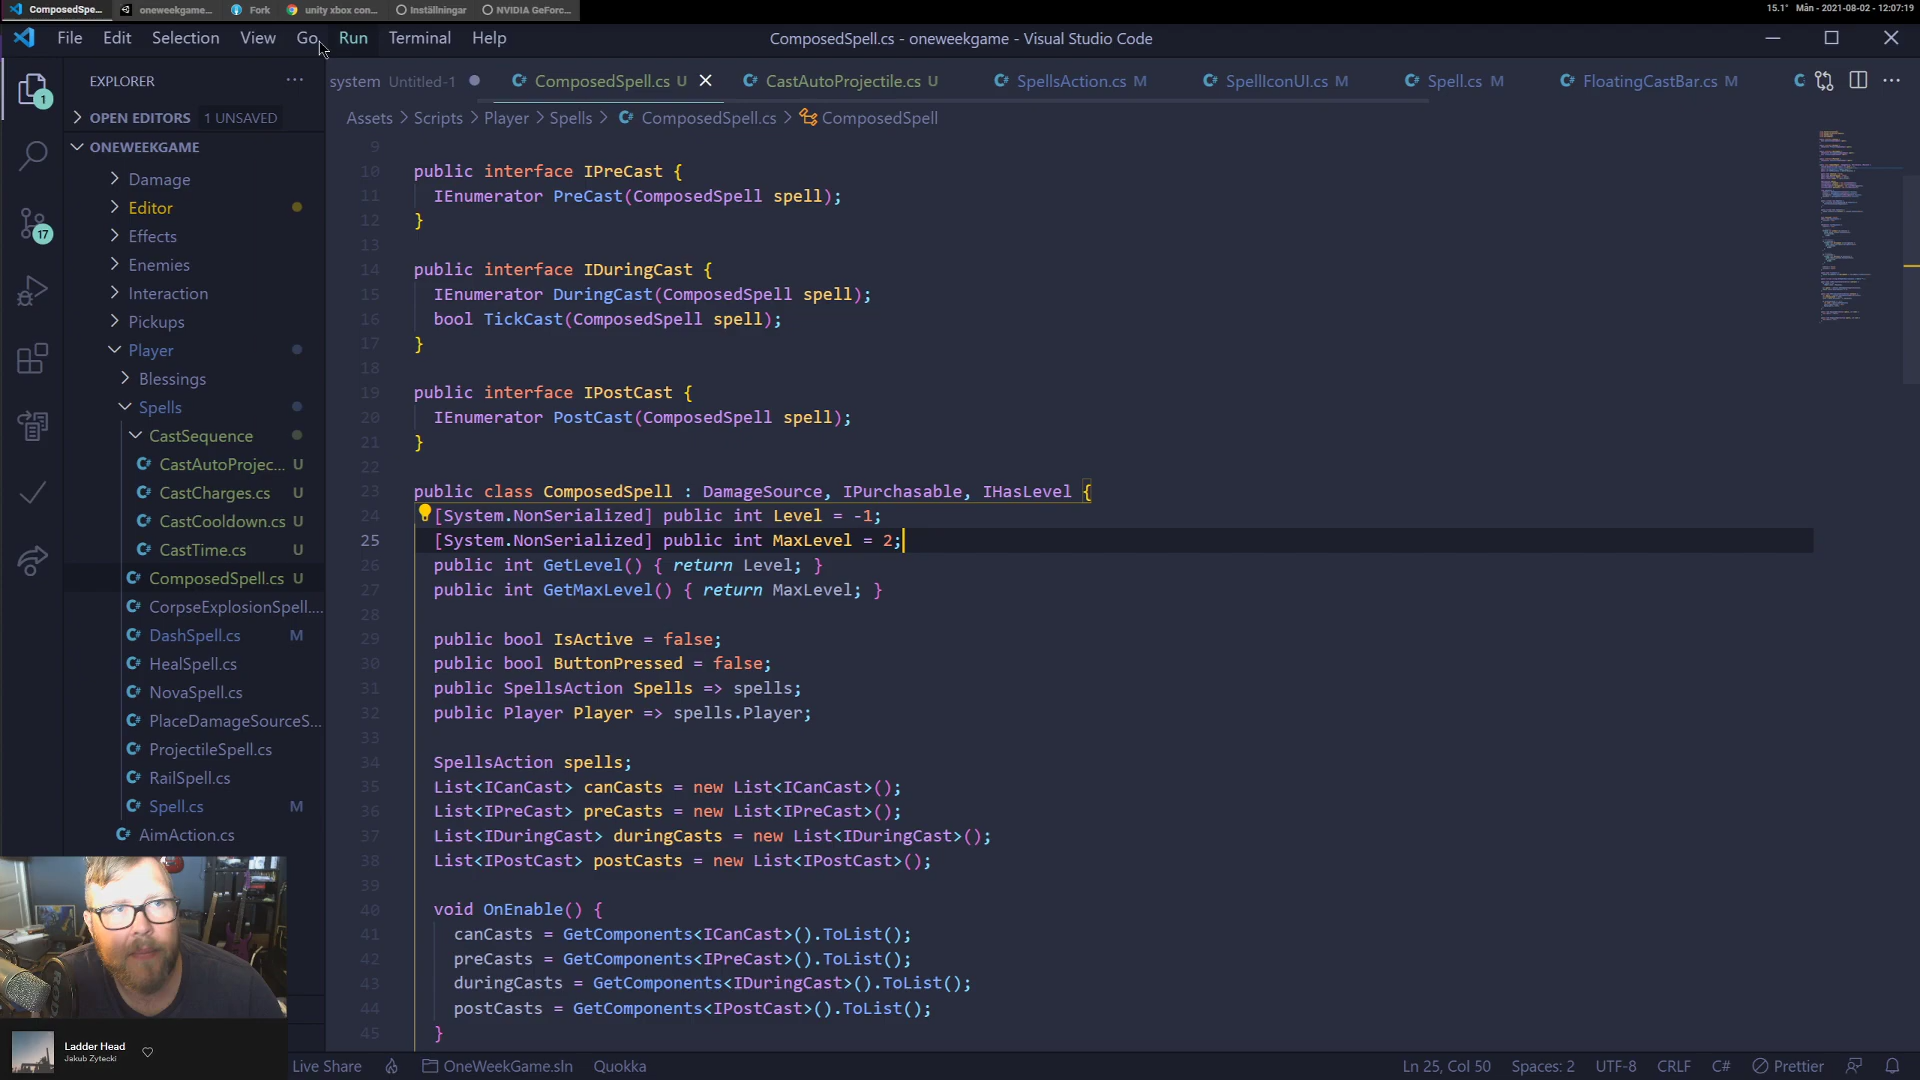 ComposedSpe... oneweekgame... Fork unity xbox con... Inställningar NVIDIA GeForc... 15.1° Mån - 2021-08-02 - 12:07:19
File Edit Selection View Go Run Terminal Help ComposedSpell.cs - oneweekgame - Visual Studio Code
EXPLORER ... system Untitled-1 ComposedSpell.cs U CastAutoProjectile.cs U SpellsAction.cs M SpellIconUI.cs M Spell.cs M FloatingCastBar.cs M
OPEN EDITORS 1 UNSAVED
Assets > Scripts > Player > Spells > ComposedSpell.cs > ComposedSpell
ONEWEEKGAME
Damage
Editor
Effects
Enemies
Interaction
Pickups
Player
Blessings
Spells
CastSequence
CastAutoProjec... U
CastCharges.cs U
CastCooldown.cs U
CastTime.cs U
ComposedSpell.cs U
CorpseExplosionSpell....
DashSpell.cs M
HealSpell.cs
NovaSpell.cs
PlaceDamageSourceS...
ProjectileSpell.cs
RailSpell.cs
Spell.cs M
AimAction.cs
1
17
9
10 public interface IPreCast {
11 IEnumerator PreCast(ComposedSpell spell);
12 }
13
14 public interface IDuringCast {
15 IEnumerator DuringCast(ComposedSpell spell);
16 bool TickCast(ComposedSpell spell);
17 }
18
19 public interface IPostCast {
20 IEnumerator PostCast(ComposedSpell spell);
21 }
22
23 public class ComposedSpell : DamageSource, IPurchasable, IHasLevel {
24 [System.NonSerialized] public int Level = -1;
25 [System.NonSerialized] public int MaxLevel = 2;
26 public int GetLevel() { return Level; }
27 public int GetMaxLevel() { return MaxLevel; }
28
29 public bool IsActive = false;
30 public bool ButtonPressed = false;
31 public SpellsAction Spells => spells;
32 public Player Player => spells.Player;
33
34 SpellsAction spells;
35 List<ICanCast> canCasts = new List<ICanCast>();
36 List<IPreCast> preCasts = new List<IPreCast>();
37 List<IDuringCast> duringCasts = new List<IDuringCast>();
38 List<IPostCast> postCasts = new List<IPostCast>();
39
40 void OnEnable() {
41 canCasts = GetComponents<ICanCast>().ToList();
42 preCasts = GetComponents<IPreCast>().ToList();
43 duringCasts = GetComponents<IDuringCast>().ToList();
44 postCasts = GetComponents<IPostCast>().ToList();
45 }
Ladder Head
Jakub Zytecki
Live Share OneWeekGame.sln Quokka Ln 25, Col 50 Spaces: 2 UTF-8 CRLF C# Prettier